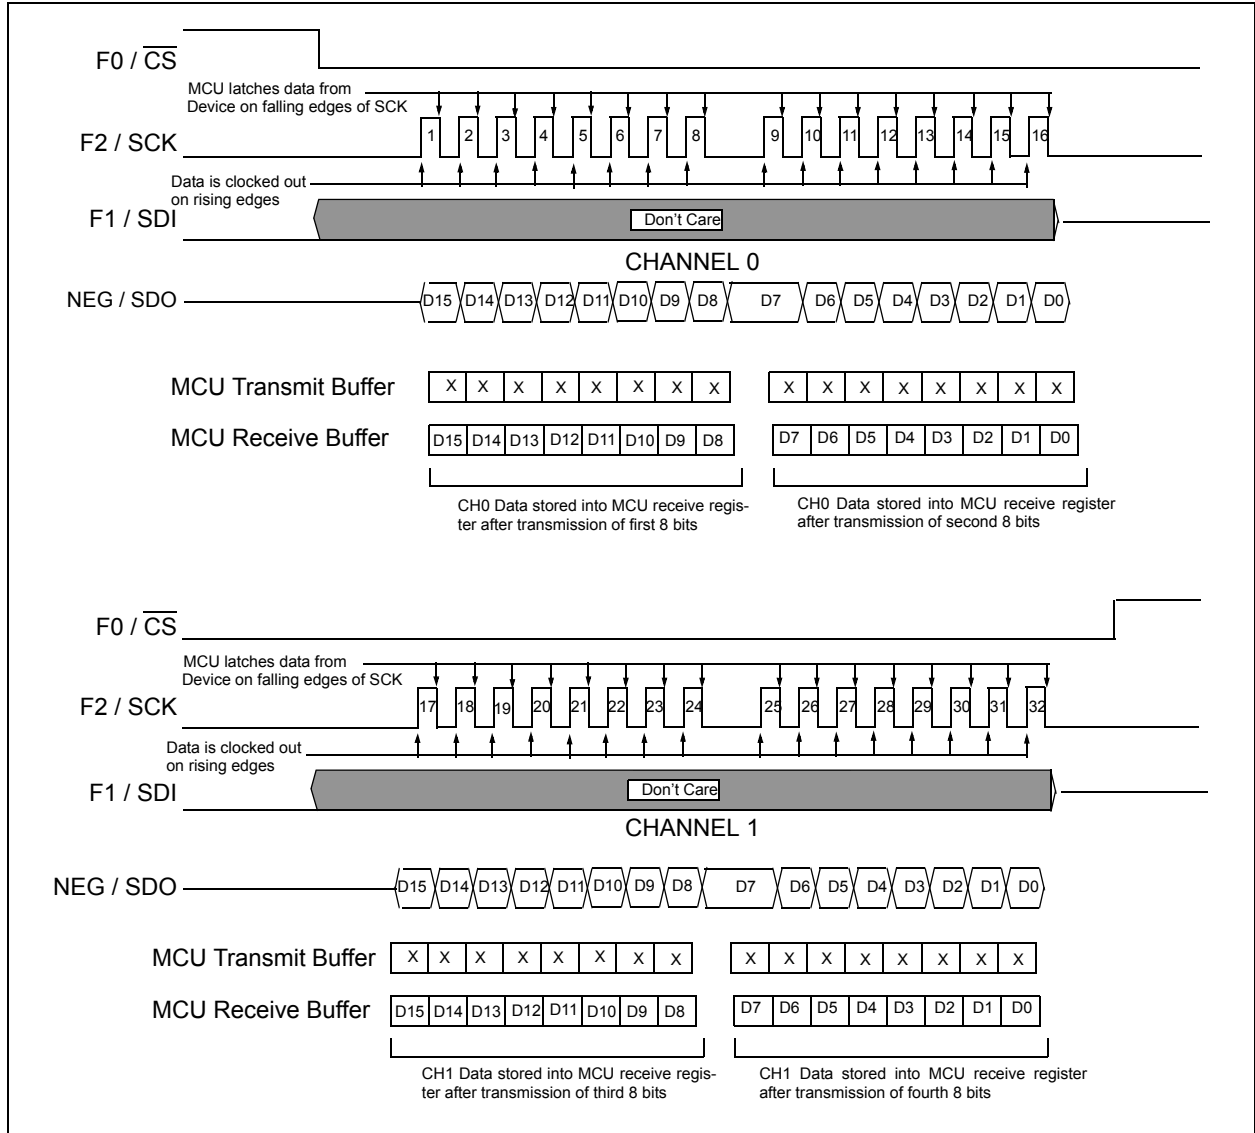 F0 / CS
MCU latches data from
Device on falling edges of SCK
F2 / SCK
1 2 3 4 5 6 7 8 9 10 11 12 13 14 15 16
Data is clocked out
on rising edges
F1 / SDI
Don't Care
CHANNEL 0
NEG / SDO
D15 D14 D13 D12 D11 D10 D9 D8 D7 D6 D5 D4 D3 D2 D1 D0
MCU Transmit Buffer
X X X X X X X X X X X X X X X X
MCU Receive Buffer
D15 D14 D13 D12 D11 D10 D9 D8 D7 D6 D5 D4 D3 D2 D1 D0
CH0 Data stored into MCU receive regis-
ter after transmission of first 8 bits
CH0 Data stored into MCU receive register
after transmission of second 8 bits
F0 / CS
MCU latches data from
Device on falling edges of SCK
F2 / SCK
17 18 19 20 21 22 23 24 25 26 27 28 29 30 31 32
Data is clocked out
on rising edges
F1 / SDI
Don't Care
CHANNEL 1
NEG / SDO
D15 D14 D13 D12 D11 D10 D9 D8 D7 D6 D5 D4 D3 D2 D1 D0
MCU Transmit Buffer
X X X X X X X X X X X X X X X X
MCU Receive Buffer
D15 D14 D13 D12 D11 D10 D9 D8 D7 D6 D5 D4 D3 D2 D1 D0
CH1 Data stored into MCU receive regis-
ter after transmission of third 8 bits
CH1 Data stored into MCU receive register
after transmission of fourth 8 bits